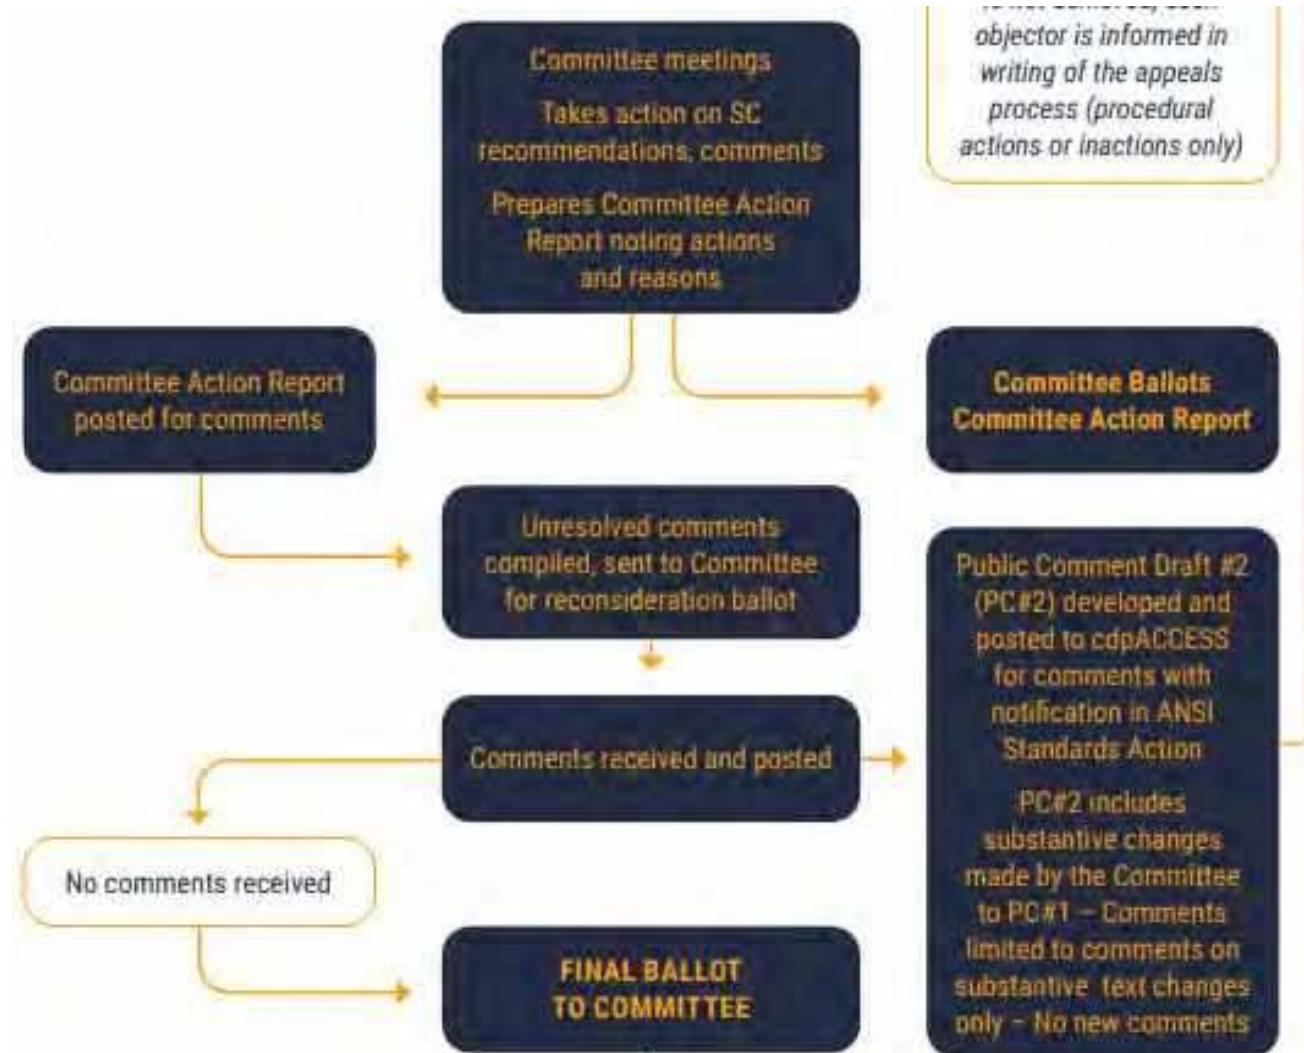 objector is informed in
writing of the appeals
process (procedural
actions or inactions only)
Committee meetings
Takes action on SC
recommendations, comments
Prepares Committee Action
Report noting actions
and reasons
Committee Action Report
posted for comments
Committee Ballots
Committee Action Report
Unresolved comments
compiled, sent to Committee
for reconsideration ballot
Comments received and posted
Public Comment Draft #2
(PC#2) developed and
posted to cdpACCESS
for comments with
notification in ANSI
Standards Action
PC#2 includes
substantive changes
made by the Committee
to PC#1 – Comments
limited to comments on
substantive text changes
only – No new comments
No comments received
FINAL BALLOT
TO COMMITTEE